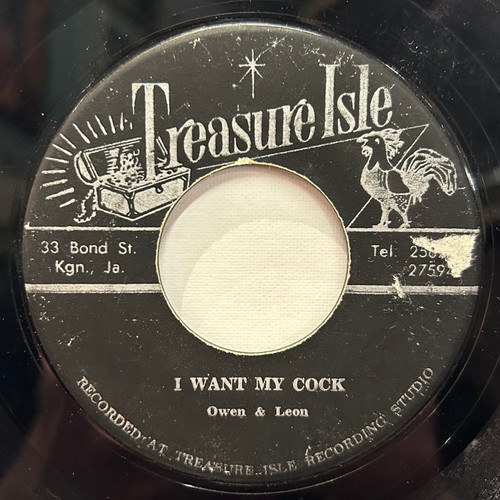 Treasure Isle
33 Bond St.
Kgn., Ja.
Tel.
I WANT MY COCK
Owen & Leon
RECORDED AT TREASURE ISLE RECORDING STUDIO